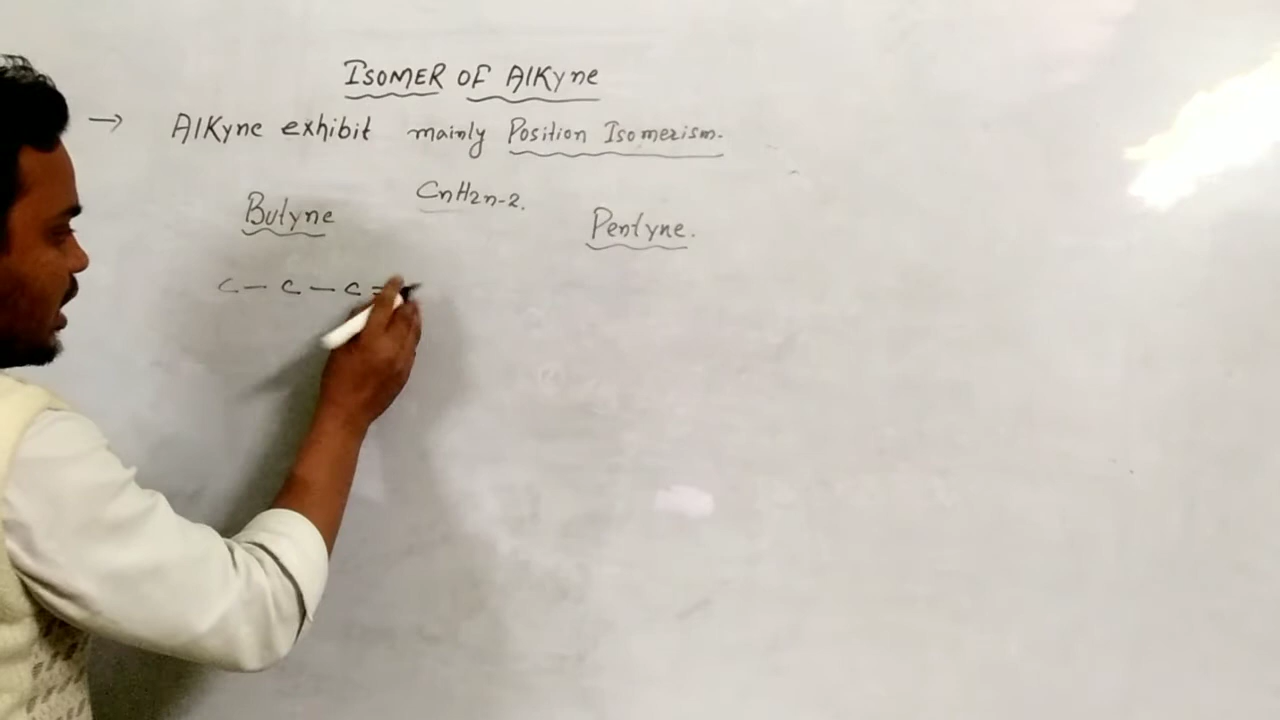 ISOMER OF AlKyne
→ AlKyne exhibit mainly Position Isomerism.
CnH2n-2.
Butyne
Pentyne.
C — C — C